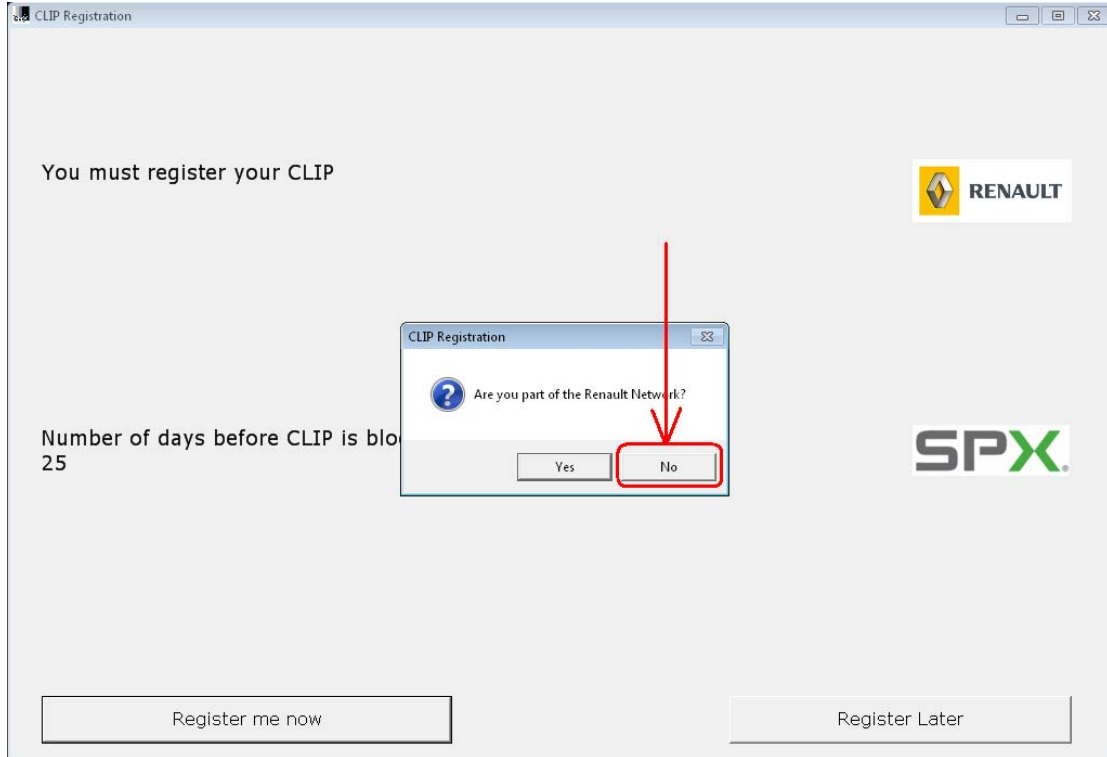 CLIP Registration
You must register your CLIP
RENAULT
CLIP Registration
Are you part of the Renault Network?
Yes
No
Number of days before CLIP is blo
25
SPX
Register me now
Register Later